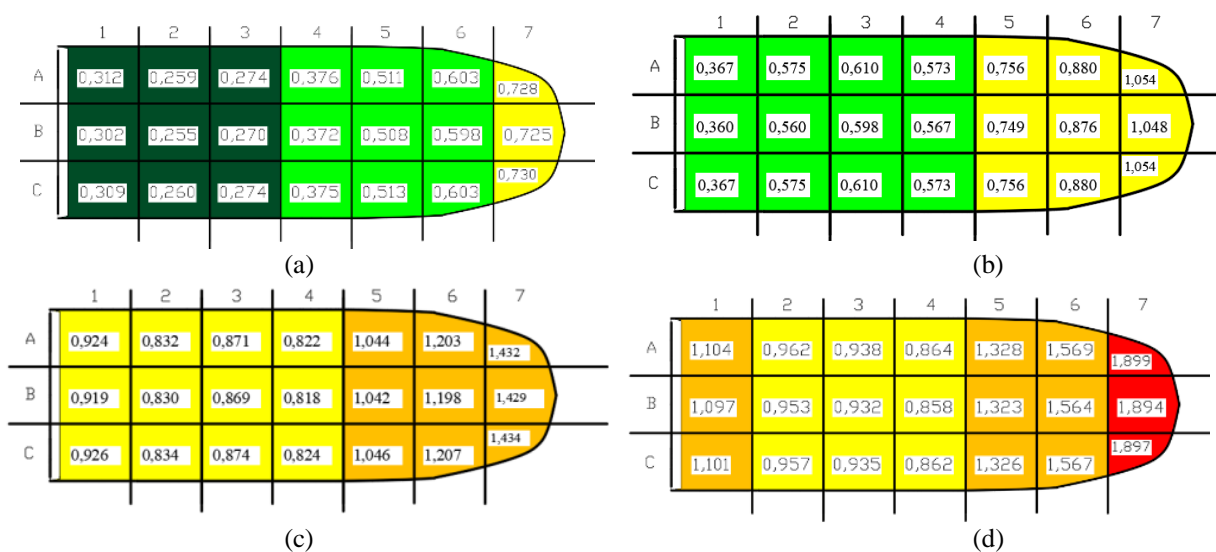 1 2 3 4 5 6 7
A 0,312 0,259 0,274 0,376 0,511 0,603 0,728
B 0,302 0,255 0,270 0,372 0,508 0,598 0,725
C 0,309 0,260 0,274 0,375 0,513 0,603 0,730
(a)
1 2 3 4 5 6 7
A 0,367 0,575 0,610 0,573 0,756 0,880 1,054
B 0,360 0,560 0,598 0,567 0,749 0,876 1,048
C 0,367 0,575 0,610 0,573 0,756 0,880 1,054
(b)
1 2 3 4 5 6 7
A 0,924 0,832 0,871 0,822 1,044 1,203 1,432
B 0,919 0,830 0,869 0,818 1,042 1,198 1,429
C 0,926 0,834 0,874 0,824 1,046 1,207 1,434
(c)
1 2 3 4 5 6 7
A 1,104 0,962 0,938 0,864 1,328 1,569 1,899
B 1,097 0,953 0,932 0,858 1,323 1,564 1,894
C 1,101 0,957 0,935 0,862 1,326 1,567 1,897
(d)